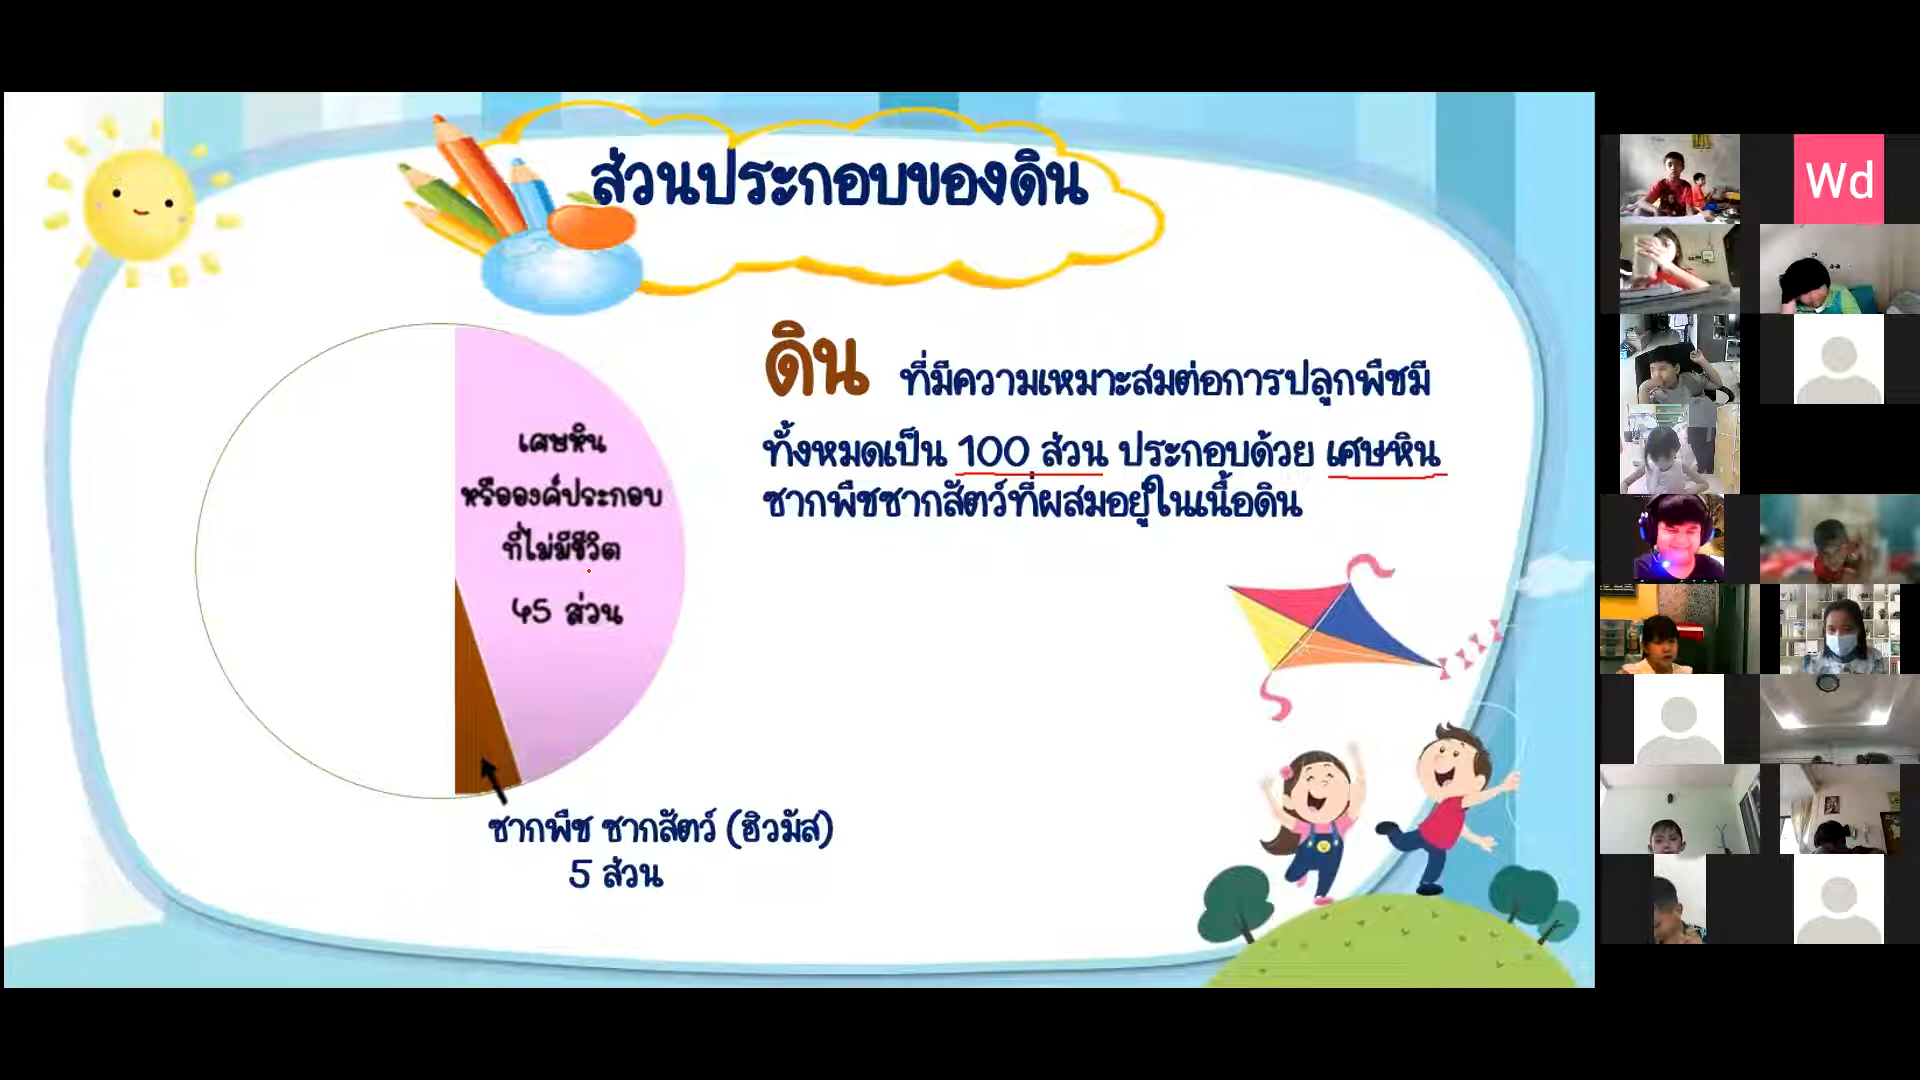 ส่วนประกอบของดิน
ดิน ที่มีความเหมาะสมต่อการปลูกพืชมี
ทั้งหมดเป็น 100 ส่วน ประกอบด้วย เศษหิน
ซากพืชซากสัตว์ที่ผสมอยู่ในเนื้อดิน
เศษหิน
หรือองค์ประกอบ
ที่ไม่มีชีวิต
45 ส่วน
ซากพืช ซากสัตว์ (ฮิวมัส)
5 ส่วน
Wd